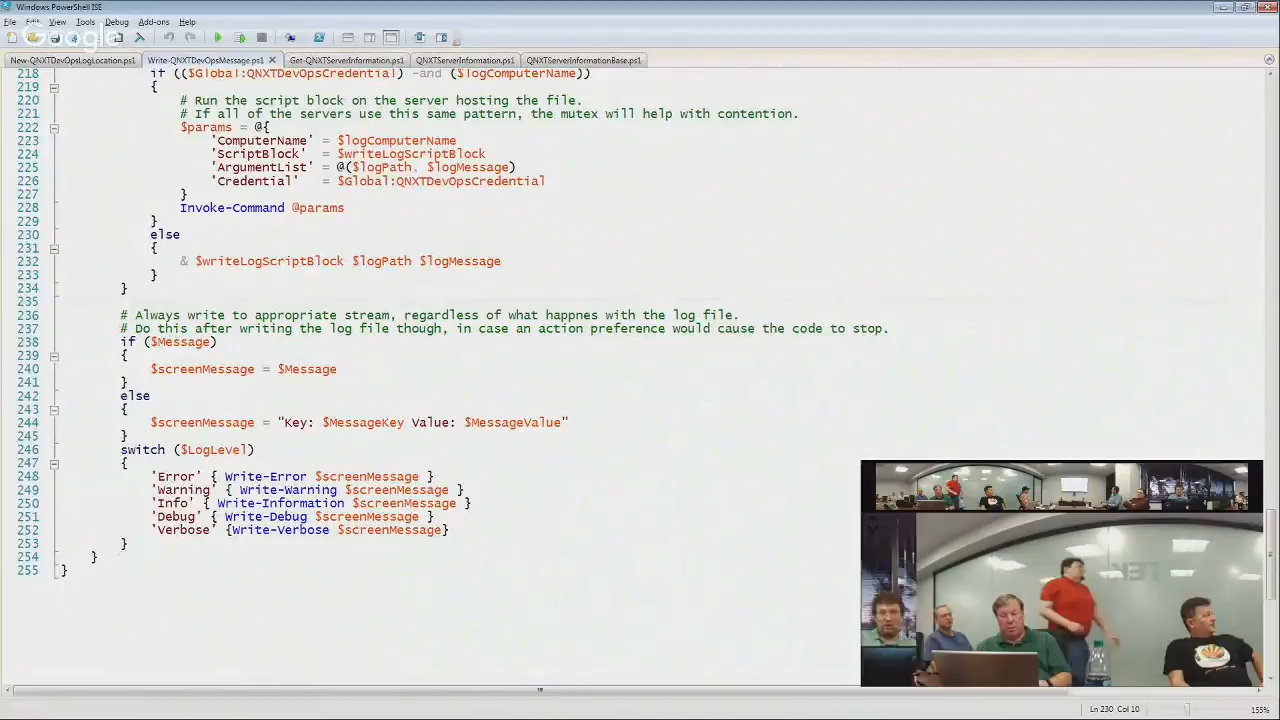 Windows PowerShell ISE
File Edit View Tools Debug Add-ons Help
Google
New-QNXTDevOpsLogLocation.ps1 Write-QNXTDevOpsMessage.ps1 X Get-QNXTServerInformation.ps1 QNXTServerInformation.ps1 QNXTServerInformationBase.ps1
218 if (($Global:QNXTDevOpsCredential) -and ($logComputerName))
219 {
220 # Run the script block on the server hosting the file.
221 # If all of the servers use this same pattern, the mutex will help with contention.
222 $params = @{
223 'ComputerName' = $logComputerName
224 'ScriptBlock' = $writeLogScriptBlock
225 'ArgumentList' = @($logPath, $logMessage)
226 'Credential' = $Global:QNXTDevOpsCredential
227 }
228 Invoke-Command @params
229 }
230 else
231 {
232 & $writeLogScriptBlock $logPath $logMessage
233 }
234 }
235
236 # Always write to appropriate stream, regardless of what happnes with the log file.
237 # Do this after writing the log file though, in case an action preference would cause the code to stop.
238 if ($Message)
239 {
240 $screenMessage = $Message
241 }
242 else
243 {
244 $screenMessage = "Key: $MessageKey Value: $MessageValue"
245 }
246 switch ($LogLevel)
247 {
248 'Error' { Write-Error $screenMessage }
249 'Warning' { Write-Warning $screenMessage }
250 'Info' { Write-Information $screenMessage }
251 'Debug' { Write-Debug $screenMessage }
252 'Verbose' {Write-Verbose $screenMessage}
253 }
254 }
255 }
Ln 230 Col 10
155%